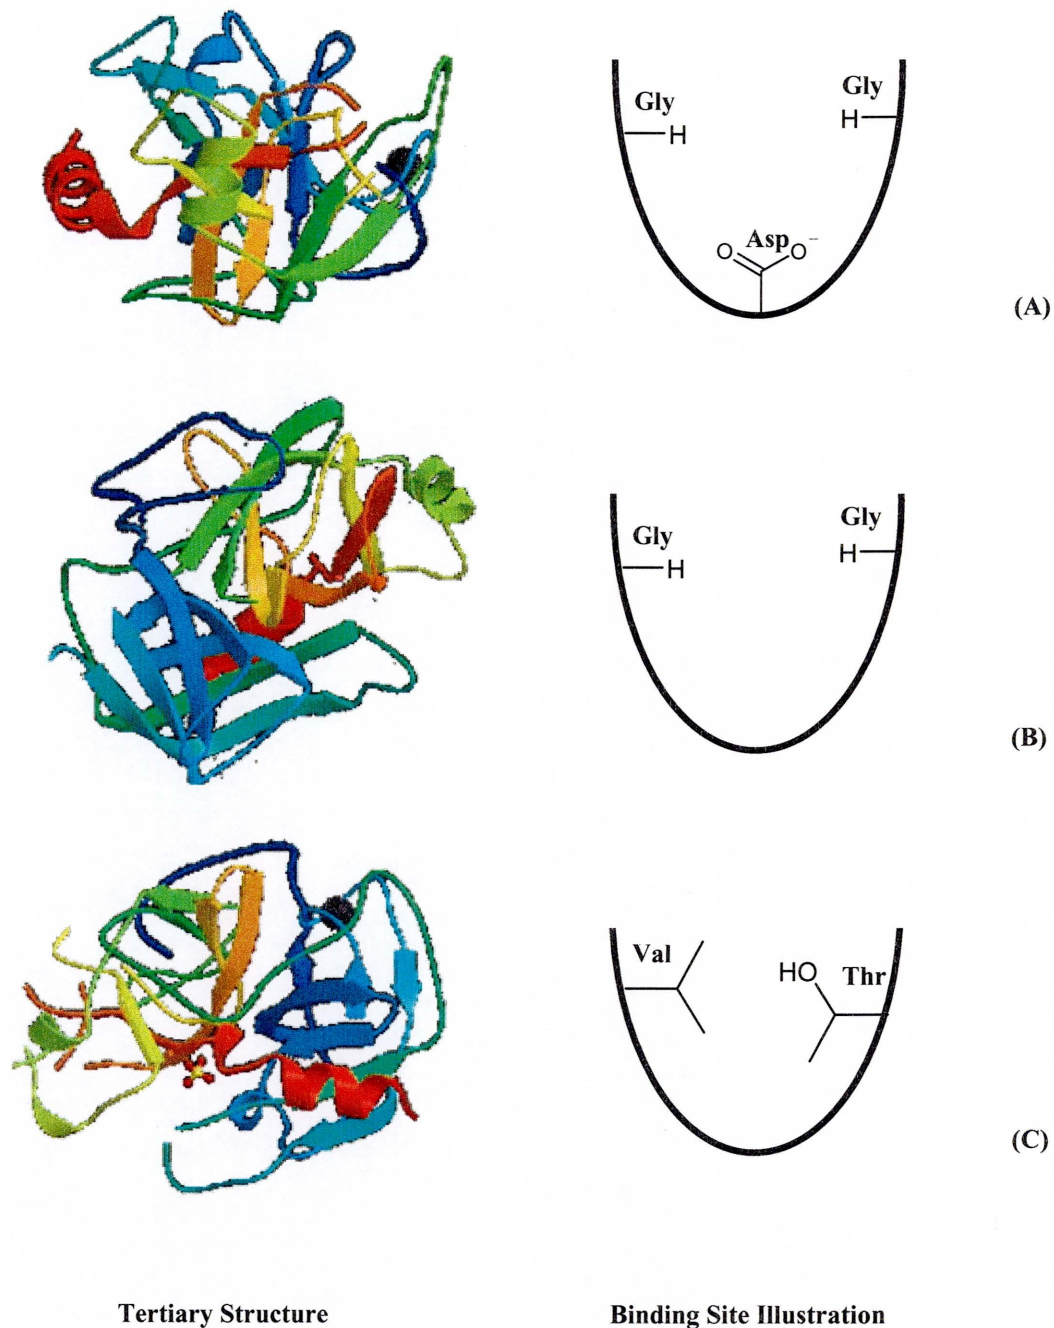 Gly
H
Gly
H
Asp
O
O⁻
(A)
Gly
H
Gly
H
(B)
Val
HO
Thr
(C)
Tertiary Structure
Binding Site Illustration